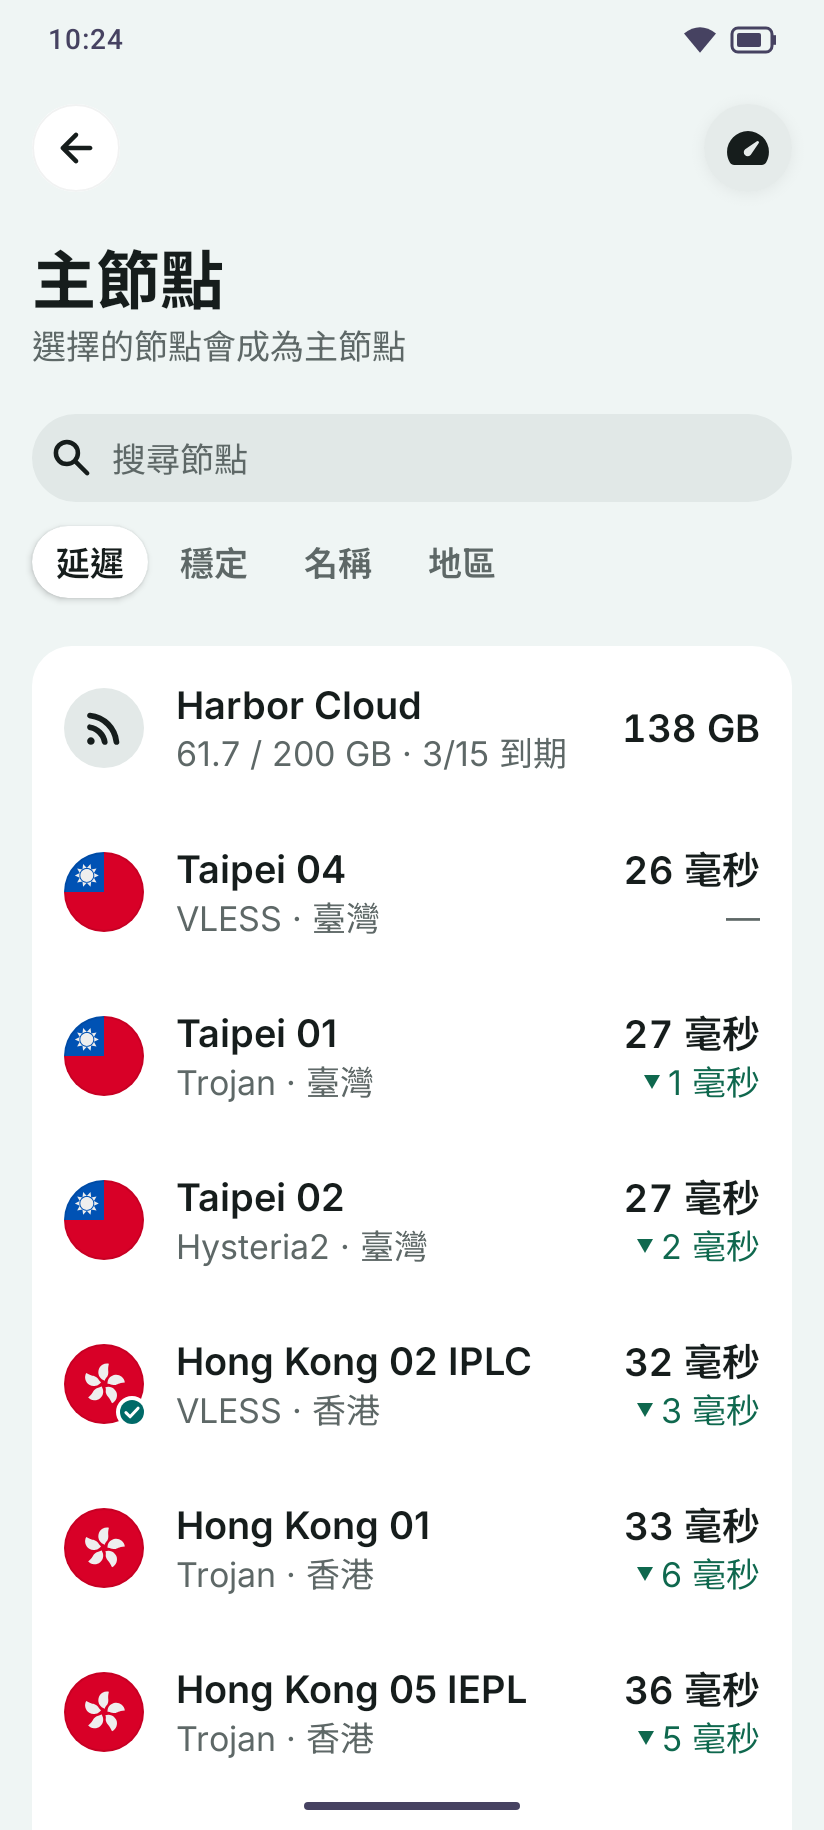 10:24
主節點
選擇的節點會成為主節點
搜尋節點
延遲 穩定 名稱 地區
Harbor Cloud 138 GB
61.7 / 200 GB · 3/15 到期
Taipei 04 26 毫秒
VLESS · 臺灣 —
Taipei 01 27 毫秒
Trojan · 臺灣 ▼1 毫秒
Taipei 02 27 毫秒
Hysteria2 · 臺灣 ▼2 毫秒
Hong Kong 02 IPLC 32 毫秒
VLESS · 香港 ▼3 毫秒
Hong Kong 01 33 毫秒
Trojan · 香港 ▼6 毫秒
Hong Kong 05 IEPL 36 毫秒
Trojan · 香港 ▼5 毫秒